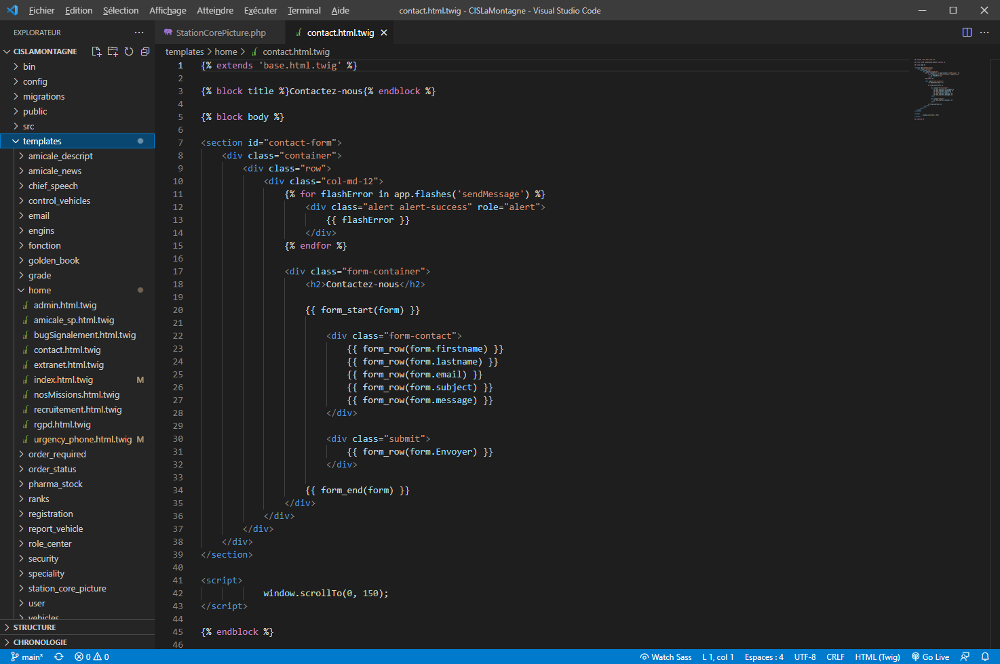 Fichier Edition Sélection Affichage Atteindre Exécuter Terminal Aide contact.html.twig - CISLaMontagne - Visual Studio Code
EXPLORATEUR
StationCorePicture.php
contact.html.twig
CISLAMONTAGNE
bin
config
migrations
public
src
templates
amicale_descript
amicale_news
chief_speech
control_vehicles
email
engins
fonction
golden_book
grade
home
admin.html.twig
amicale_sp.html.twig
bugSignalement.html.twig
contact.html.twig
extranet.html.twig
index.html.twig M
nosMissions.html.twig
recruitement.html.twig
rgpd.html.twig
urgency_phone.html.twig M
order_required
order_status
pharma_stock
ranks
registration
report_vehicle
role_center
security
speciality
station_core_picture
user
vehicles
STRUCTURE
CHRONOLOGIE
templates > home > contact.html.twig
1 {% extends 'base.html.twig' %}
2
3 {% block title %}Contactez-nous{% endblock %}
4
5 {% block body %}
6
7 <section id="contact-form">
8 <div class="container">
9 <div class="row">
10 <div class="col-md-12">
11 {% for flashError in app.flashes('sendMessage') %}
12 <div class="alert alert-success" role="alert">
13 {{ flashError }}
14 </div>
15 {% endfor %}
16
17 <div class="form-container">
18 <h2>Contactez-nous</h2>
19
20 {{ form_start(form) }}
21
22 <div class="form-contact">
23 {{ form_row(form.firstname) }}
24 {{ form_row(form.lastname) }}
25 {{ form_row(form.email) }}
26 {{ form_row(form.subject) }}
27 {{ form_row(form.message) }}
28 </div>
29
30 <div class="submit">
31 {{ form_row(form.Envoyer) }}
32 </div>
33
34 {{ form_end(form) }}
35 </div>
36 </div>
37 </div>
38 </div>
39 </section>
40
41 <script>
42 window.scrollTo(0, 150);
43 </script>
44
45 {% endblock %}
46
main* 0 0 Watch Sass L 1, col 1 Espaces : 4 UTF-8 CRLF HTML (Twig) Go Live